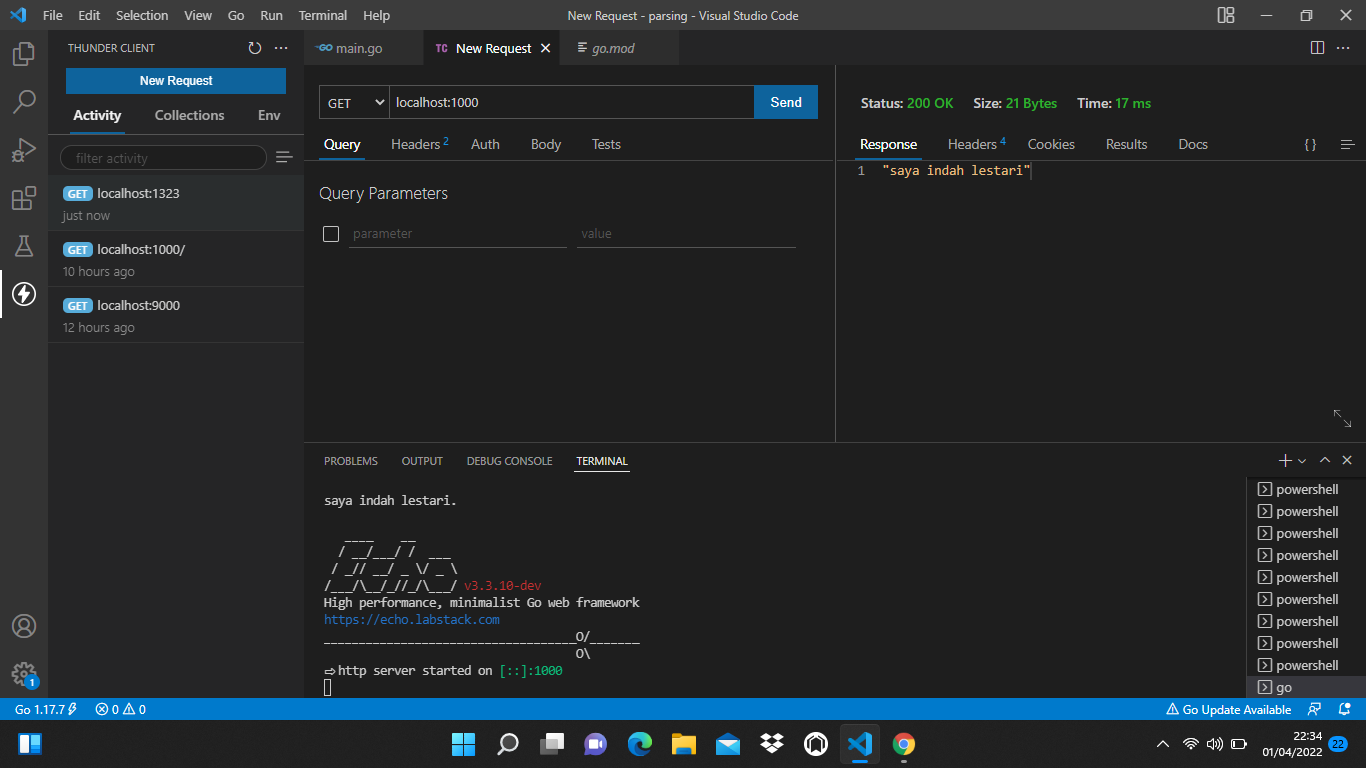 File Edit Selection View Go Run Terminal Help New Request - parsing - Visual Studio Code
THUNDER CLIENT
New Request
Activity Collections Env
filter activity
GET localhost:1323
just now
GET localhost:1000/
10 hours ago
GET localhost:9000
12 hours ago
GO main.go TC New Request go.mod
GET localhost:1000 Send
Query Headers 2 Auth Body Tests
Query Parameters
parameter value
Status: 200 OK Size: 21 Bytes Time: 17 ms
Response Headers 4 Cookies Results Docs { }
1 "saya indah lestari"
PROBLEMS OUTPUT DEBUG CONSOLE TERMINAL
saya indah lestari.
   ____    __
  / __/___/ /  ___
 / _// __/ _ \/ _ \
/___/\__/_//_/\___/ v3.3.10-dev
High performance, minimalist Go web framework
https://echo.labstack.com
____________________________________O/_______
                                    O\
⇨ http server started on [::]:1000
powershell
powershell
powershell
powershell
powershell
powershell
powershell
powershell
powershell
go
1
Go 1.17.7 0 0 Go Update Available
22:34
01/04/2022 22